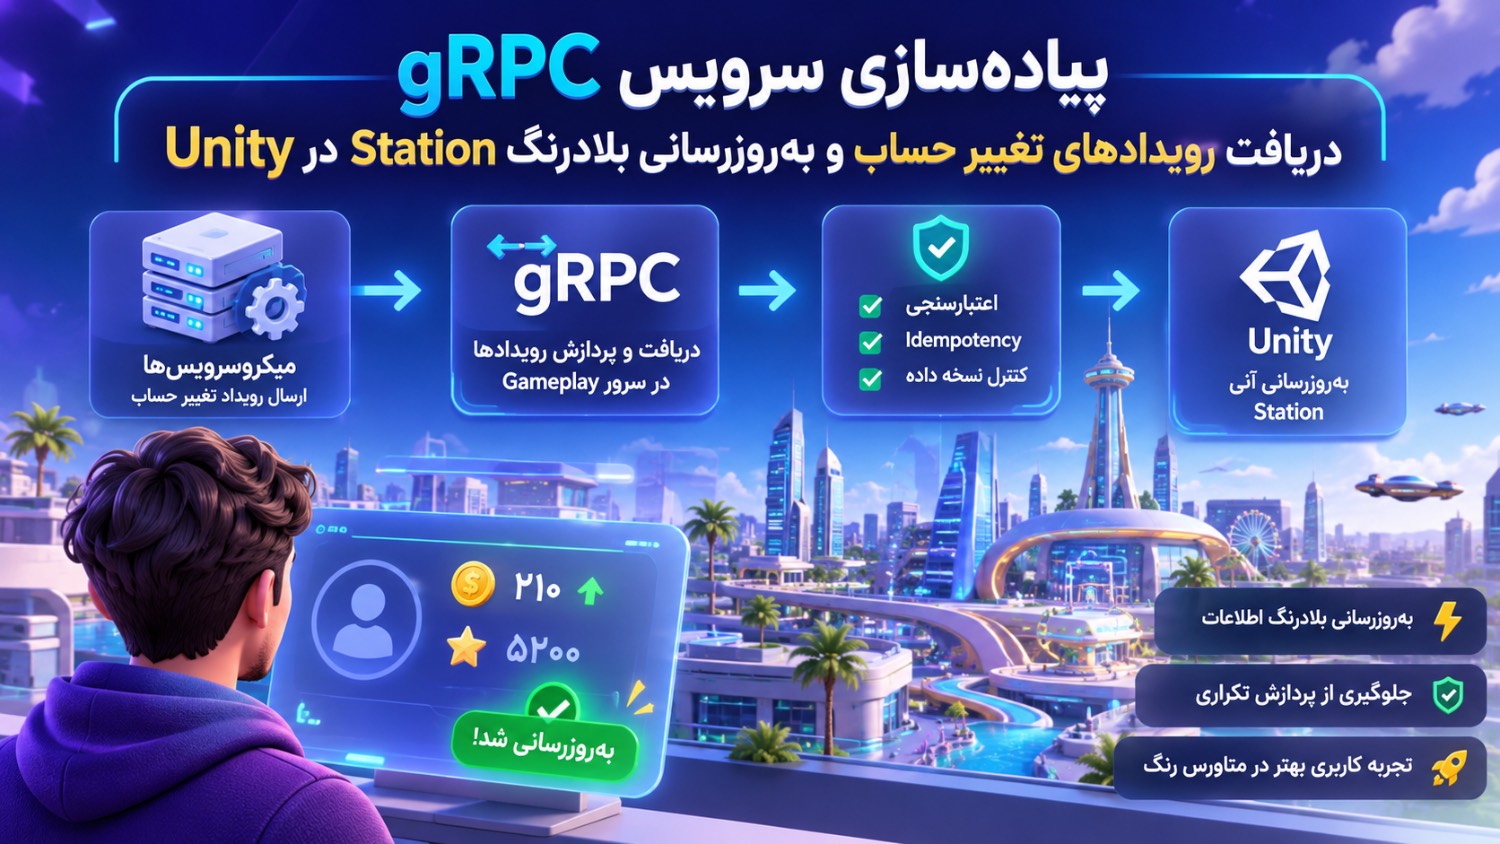 پیاده‌سازی سرویس gRPC
دریافت رویدادهای تغییر حساب و به‌روزرسانی بلادرنگ Station در Unity
میکروسرویس‌ها
ارسال رویداد تغییر حساب
gRPC
دریافت و پردازش رویدادها
در سرور Gameplay
اعتبارسنجی
Idempotency
کنترل نسخه داده
Unity
به‌روزرسانی آنی
Station
۲۱۰
۵۲۰۰
به‌روزرسانی شد!
به‌روزرسانی بلادرنگ اطلاعات
جلوگیری از پردازش تکراری
تجربه کاربری بهتر در متاورس رنگ